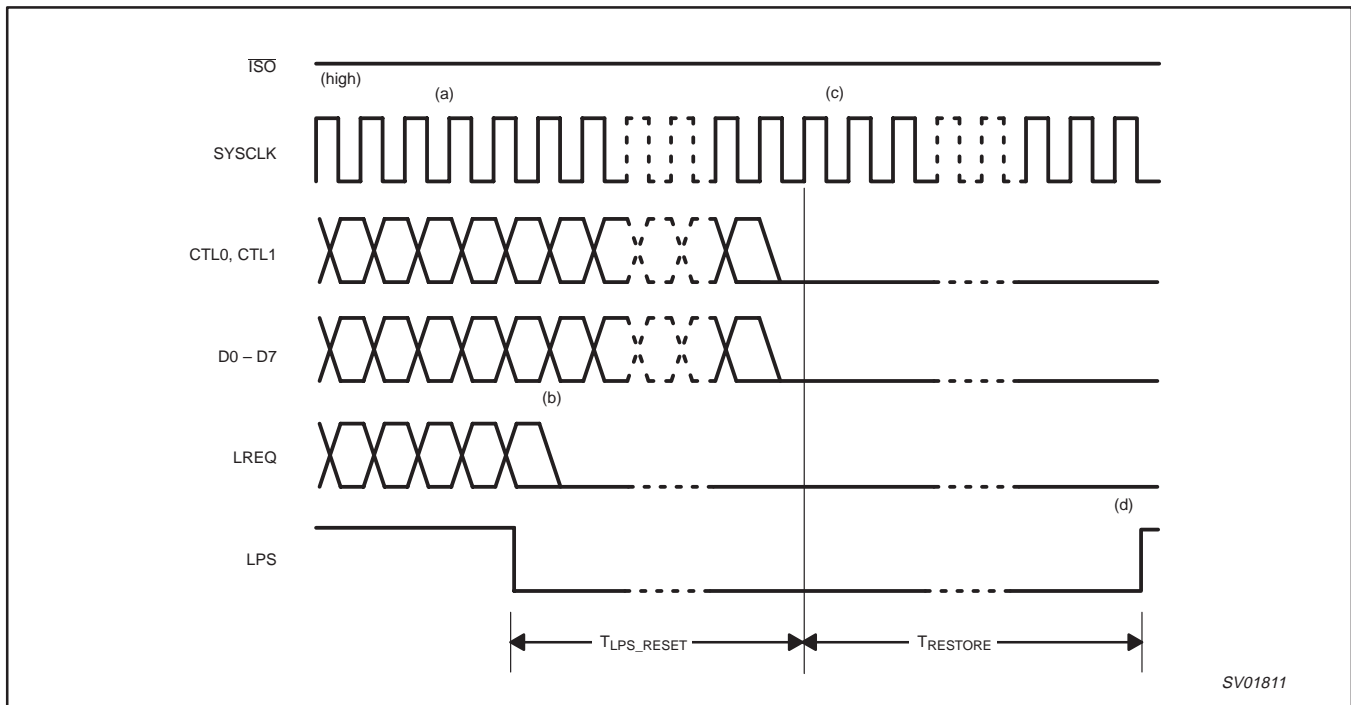 ISO
(high)
(a)
(c)
SYSCLK
CTL0, CTL1
D0 – D7
(b)
LREQ
(d)
LPS
TLPS_RESET
TRESTORE
SV01811